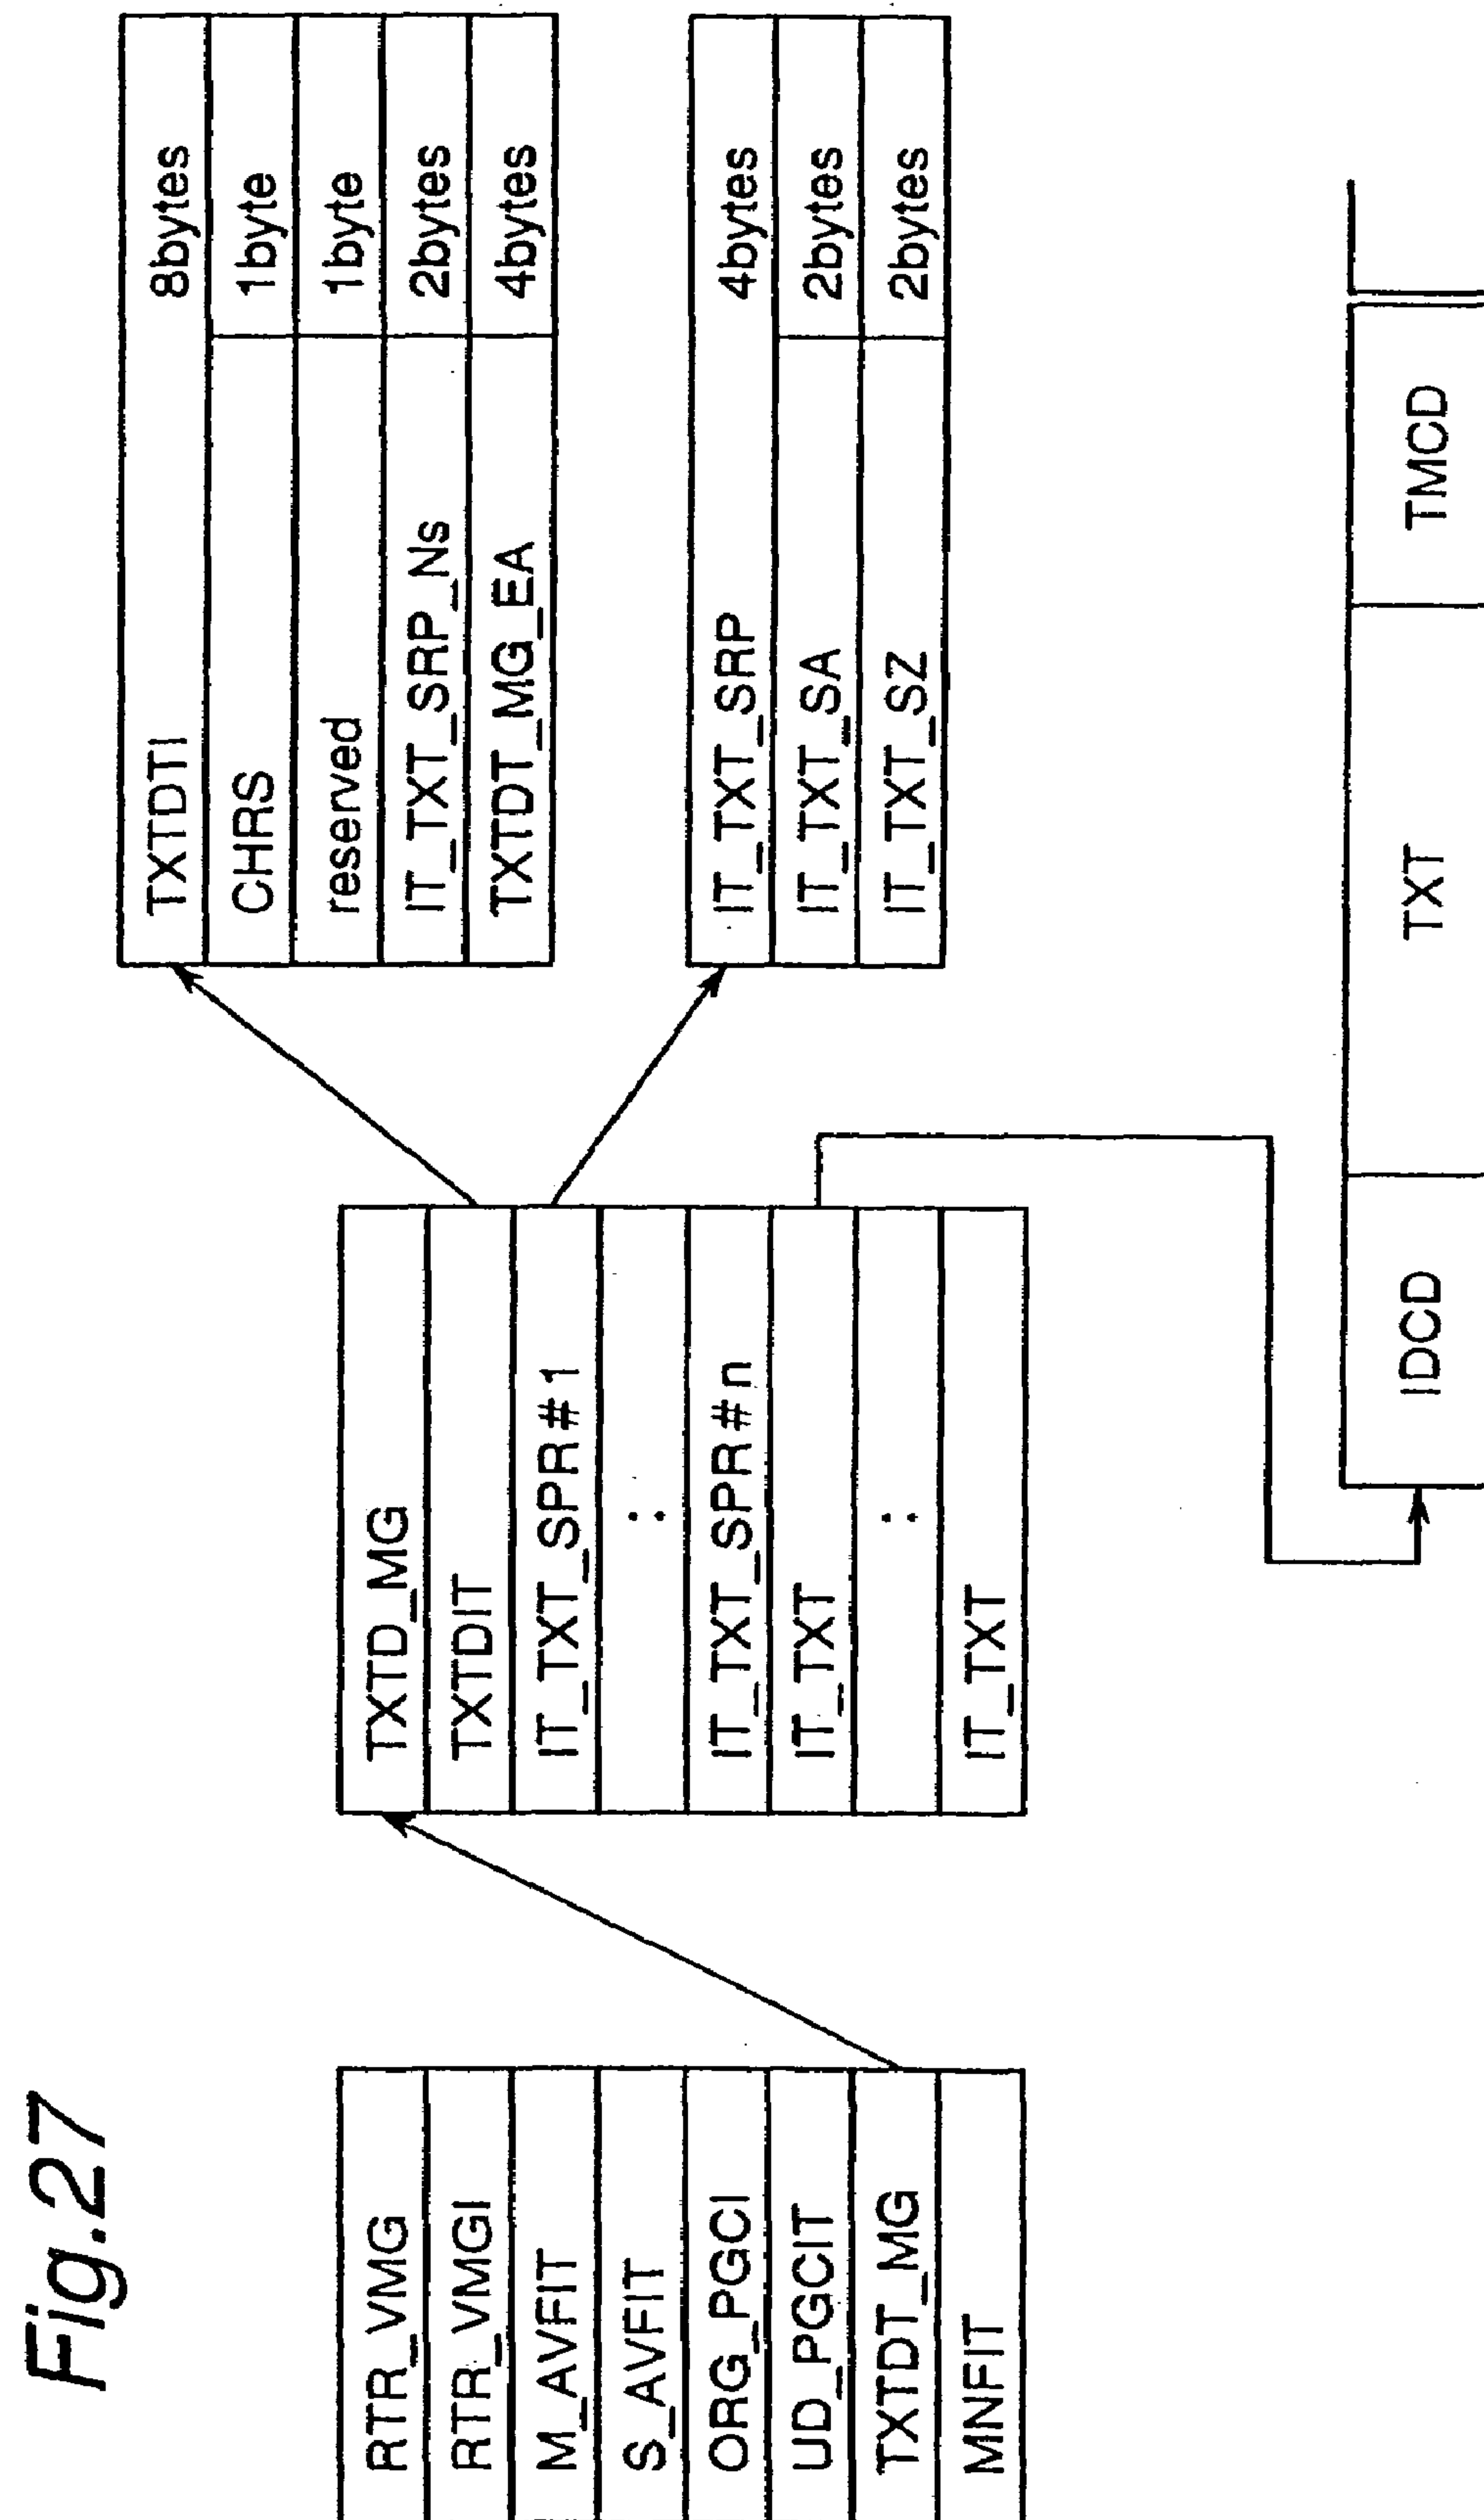 Fig.27
RTR_VMG
RTR_VMGI
M_AVFIT
S_AVFIT
ORG_PGCI
UD_PGCIT
TXTDT_MG
MNFIT
TXTD_MG
TXTDIT
IT_TXT_SPR#1
:
IT_TXT_SPR#n
IT_TXT
:
IT_TXT
TXTDTI 8bytes
CHRS 1byte
reserved 1byte
IT_TXT_SRP_Ns 2bytes
TXTDT_MG_EA 4bytes
IT_TXT_SRP 4bytes
IT_TXT_SA 2bytes
IT_TXT_SZ 2bytes
IDCD TXT TMCD